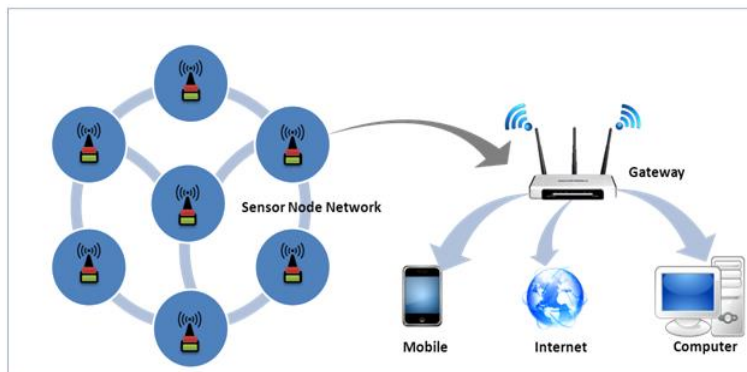 Sensor Node Network
Gateway
Mobile
Internet
Computer